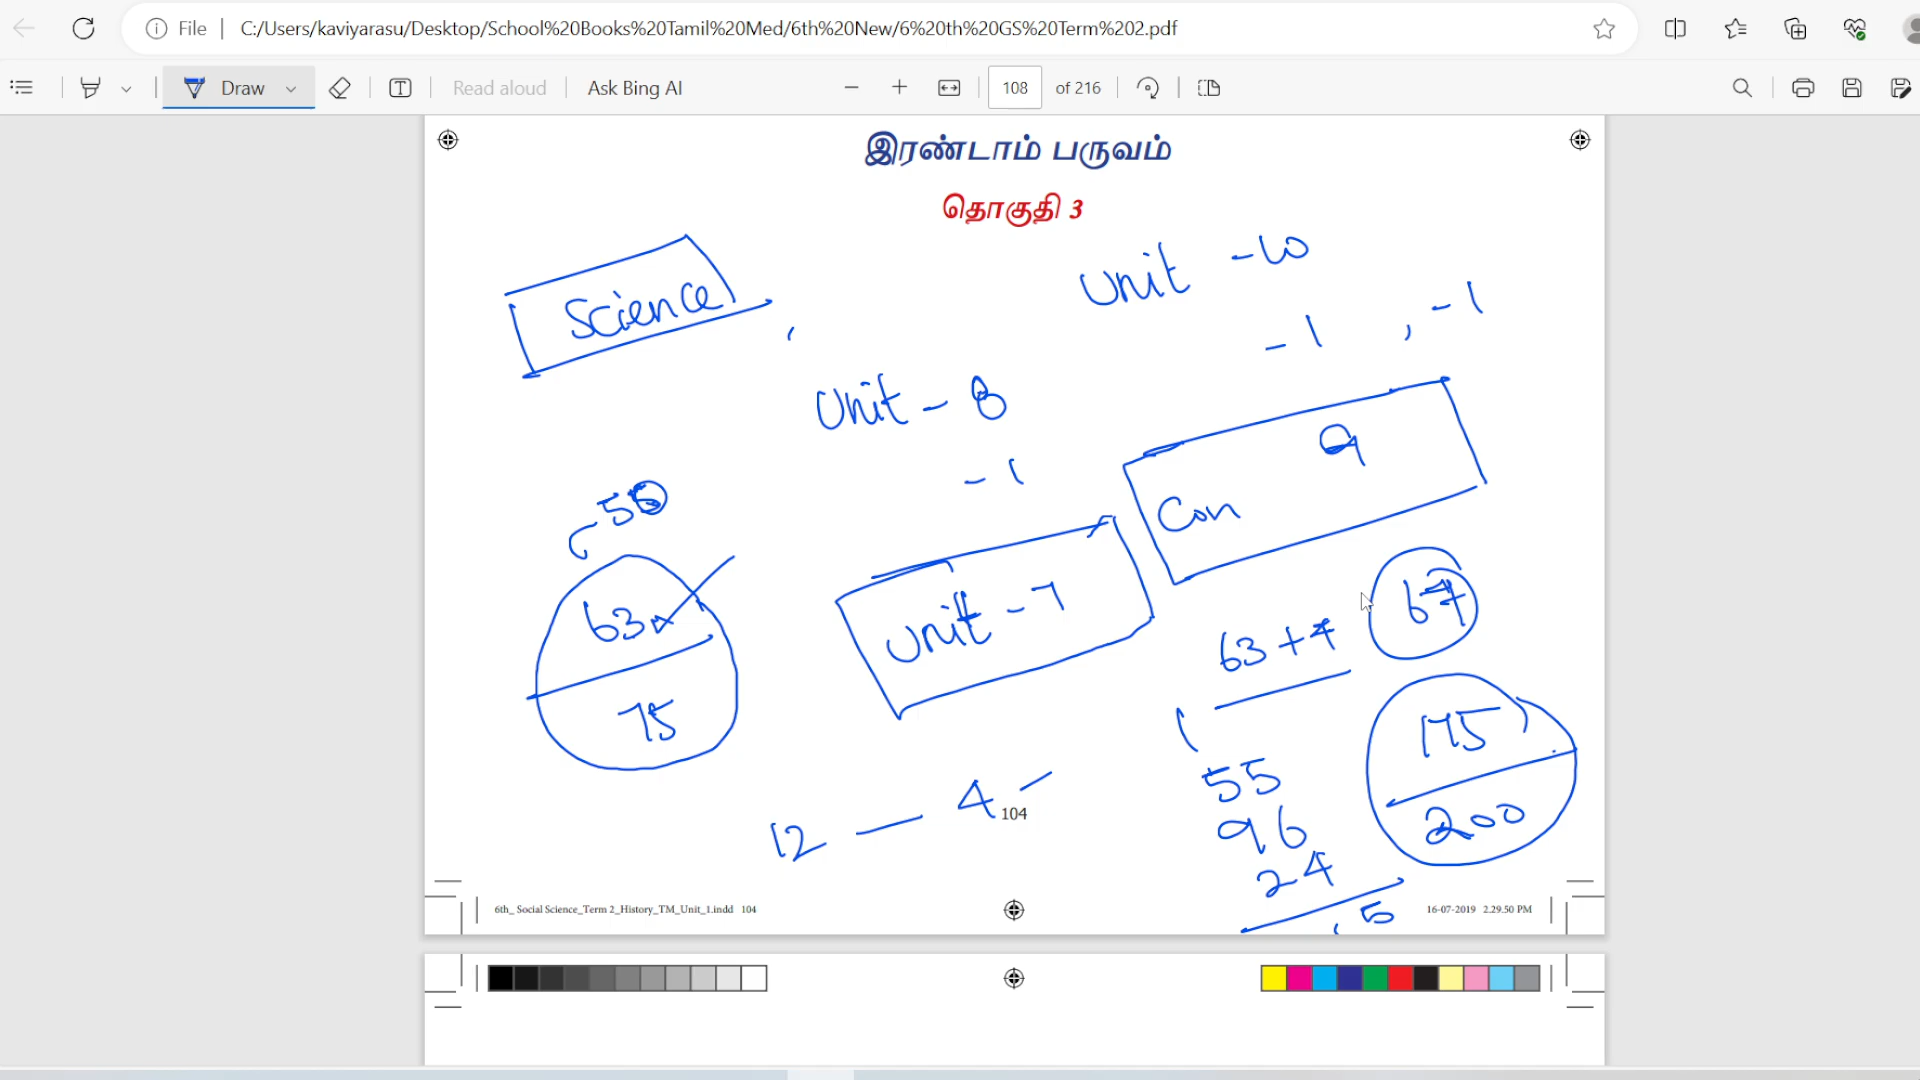 File C:/Users/kaviyarasu/Desktop/School%20Books%20Tamil%20Med/6th%20New/6%20th%20GS%20Term%202.pdf
Draw T Read aloud Ask Bing AI 108 of 216
இரண்டாம் பருவம்
தொகுதி 3
Science
Unit - 10
- 1 , - 1
Unit - 8
- 1
9
Con
63
75
Unit - 7
63 + 4
67
175
200
55
96
24
12 — 4 -
104
6th_ Social Science_Term 2_History_TM_Unit_1.indd 104
16-07-2019 2.29.50 PM